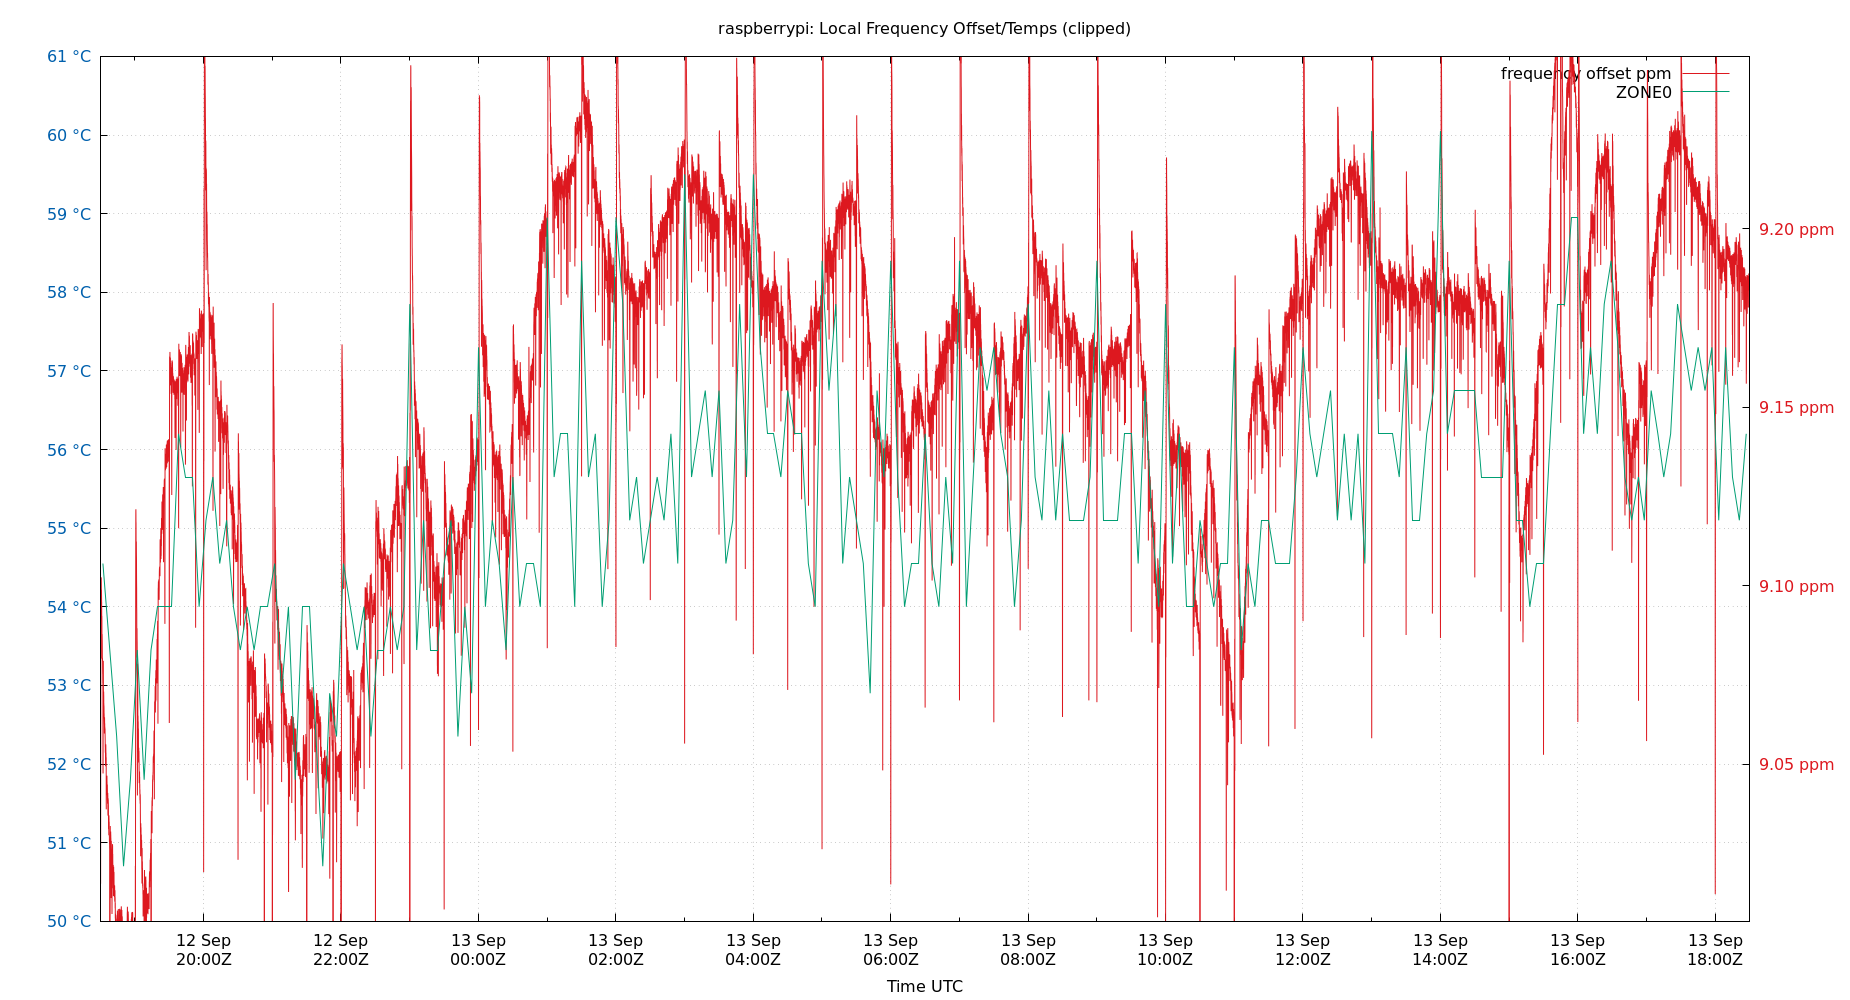 raspberrypi: Local Frequency Offset/Temps (clipped)
61 °C
60 °C
59 °C
58 °C
57 °C
56 °C
55 °C
54 °C
53 °C
52 °C
51 °C
50 °C
frequency offset ppm
ZONE0
9.20 ppm
9.15 ppm
9.10 ppm
9.05 ppm
12 Sep 12 Sep 13 Sep 13 Sep 13 Sep 13 Sep 13 Sep 13 Sep 13 Sep 13 Sep 13 Sep 13 Sep
20:00Z 22:00Z 00:00Z 02:00Z 04:00Z 06:00Z 08:00Z 10:00Z 12:00Z 14:00Z 16:00Z 18:00Z
Time UTC